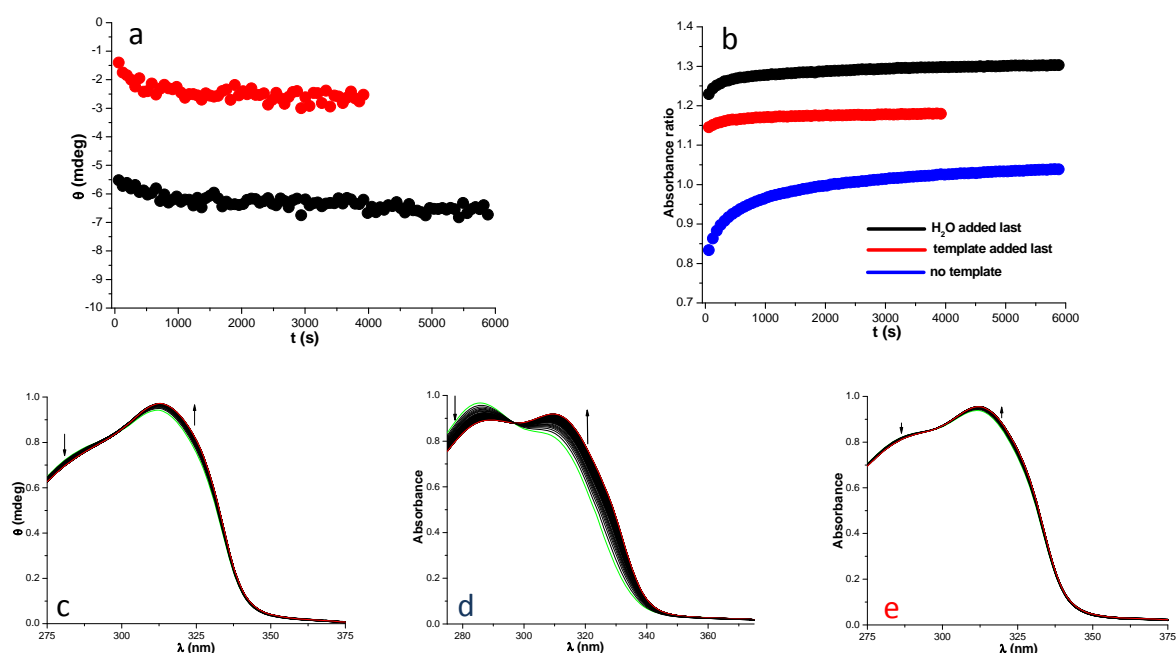 a
θ (mdeg)
0
-1
-2
-3
-4
-5
-6
-7
-8
-9
-10
0 1000 2000 3000 4000 5000 6000
t (s)
b
Absorbance ratio
1.4
1.3
1.2
1.1
1.0
0.9
0.8
0.7
H₂O added last
template added last
no template
0 1000 2000 3000 4000 5000 6000
t (s)
c
θ (mdeg)
1.0
0.8
0.6
0.4
0.2
0.0
275 300 325 350 375
λ (nm)
d
Absorbance
1.0
0.8
0.6
0.4
0.2
0.0
280 300 320 340 360
λ (nm)
e
Absorbance
1.0
0.8
0.6
0.4
0.2
0.0
275 300 325 350 375
λ (nm)